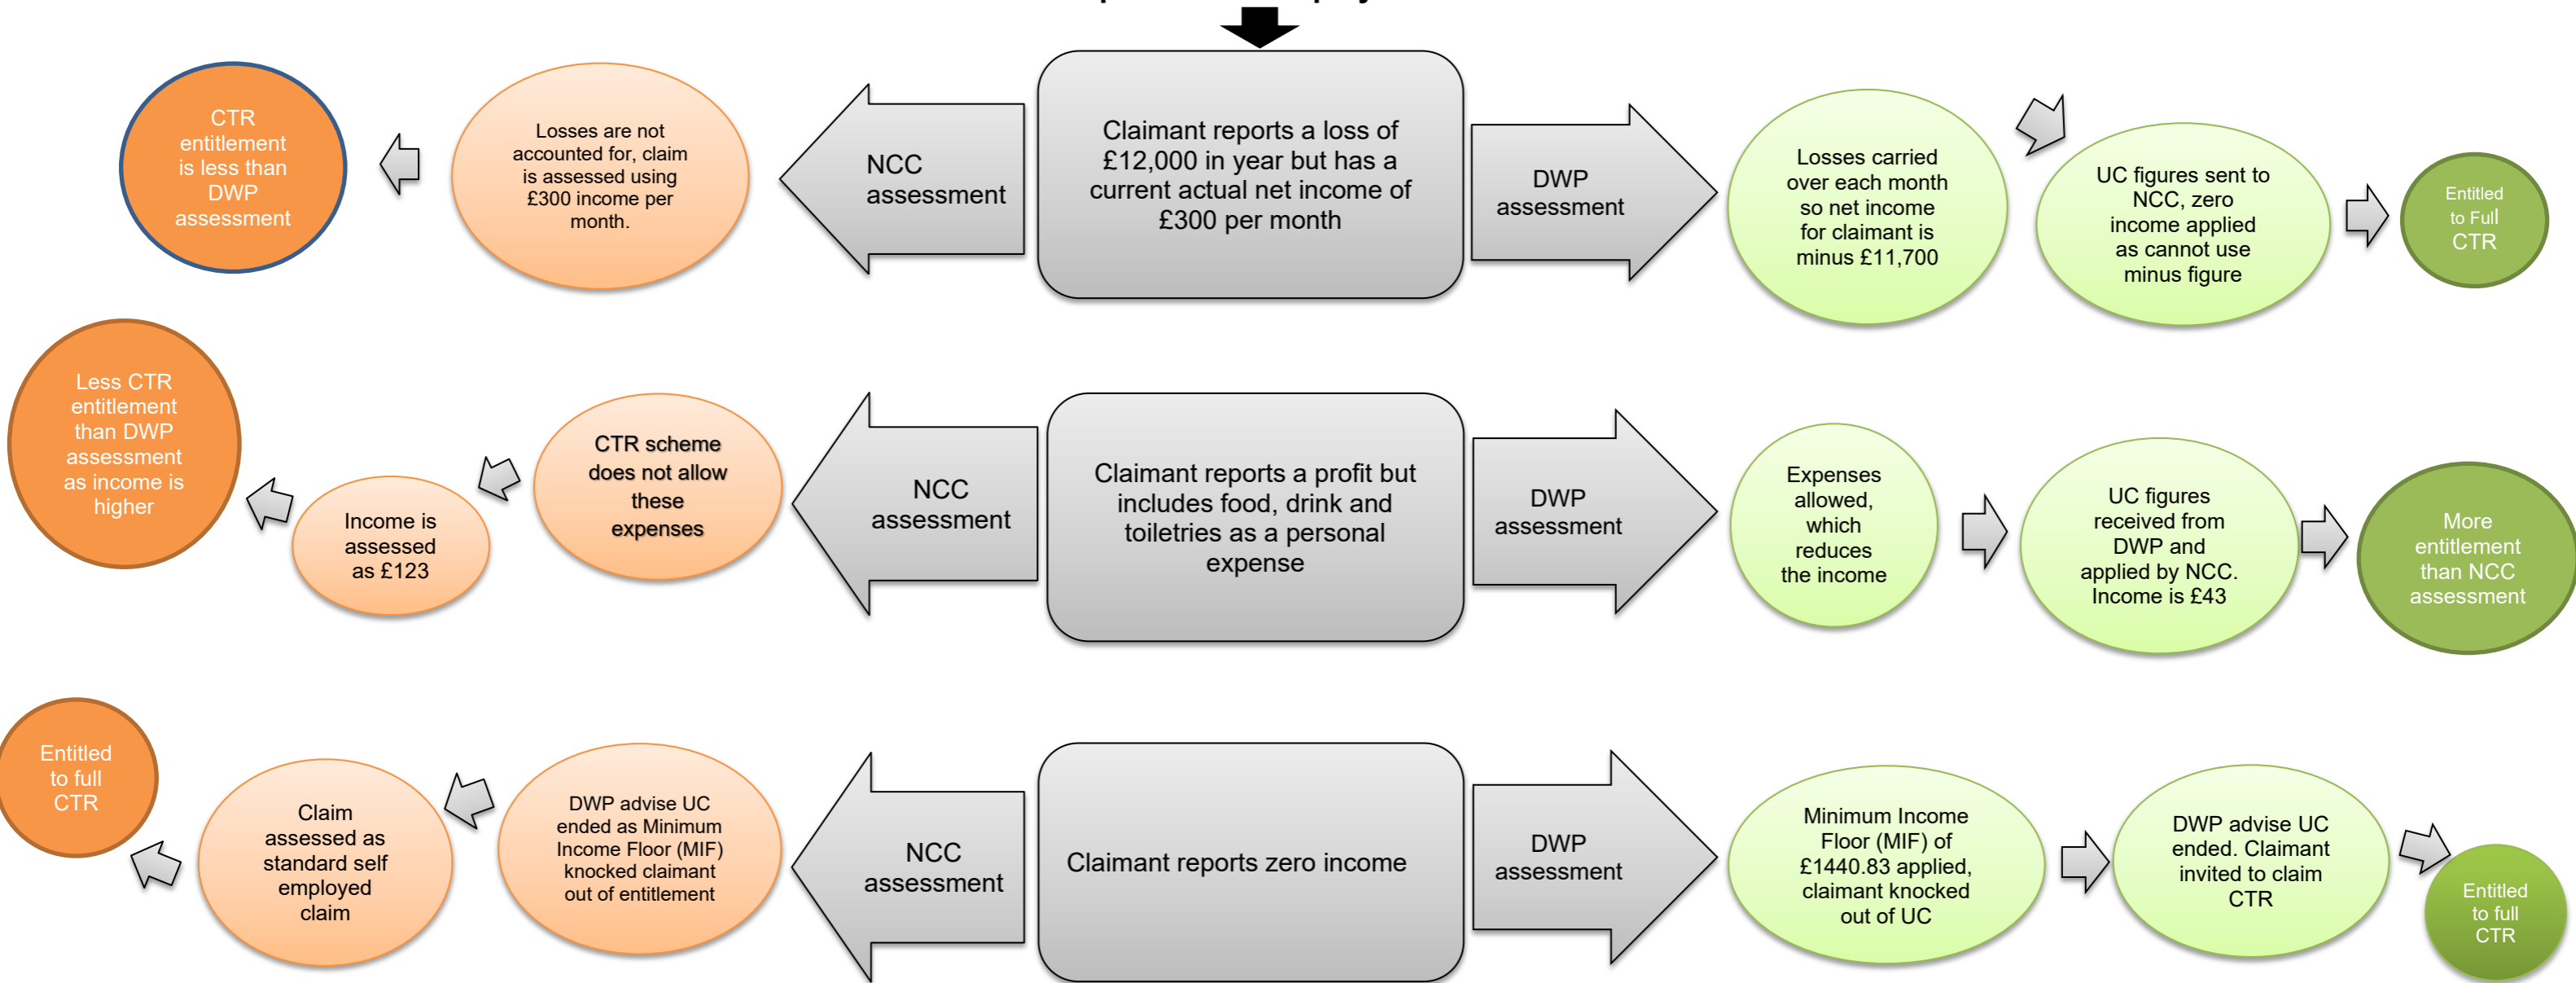 CTR
entitlement
is less than
DWP
assessment
Losses are not
accounted for, claim
is assessed using
£300 income per
month.
NCC
assessment
Claimant reports a loss of
£12,000 in year but has a
current actual net income of
£300 per month
DWP
assessment
Losses carried
over each month
so net income
for claimant is
minus £11,700
UC figures sent to
NCC, zero
income applied
as cannot use
minus figure
Entitled
to Full
CTR
Less CTR
entitlement
than DWP
assessment
as income is
higher
Income is
assessed
as £123
CTR scheme
does not allow
these
expenses
NCC
assessment
Claimant reports a profit but
includes food, drink and
toiletries as a personal
expense
DWP
assessment
Expenses
allowed,
which
reduces
the income
UC figures
received from
DWP and
applied by NCC.
Income is £43
More
entitlement
than NCC
assessment
Entitled
to full
CTR
Claim
assessed as
standard self
employed
claim
DWP advise UC
ended as Minimum
Income Floor (MIF)
knocked claimant
out of entitlement
NCC
assessment
Claimant reports zero income
DWP
assessment
Minimum Income
Floor (MIF) of
£1440.83 applied,
claimant knocked
out of UC
DWP advise UC
ended. Claimant
invited to claim
CTR
Entitled
to full
CTR